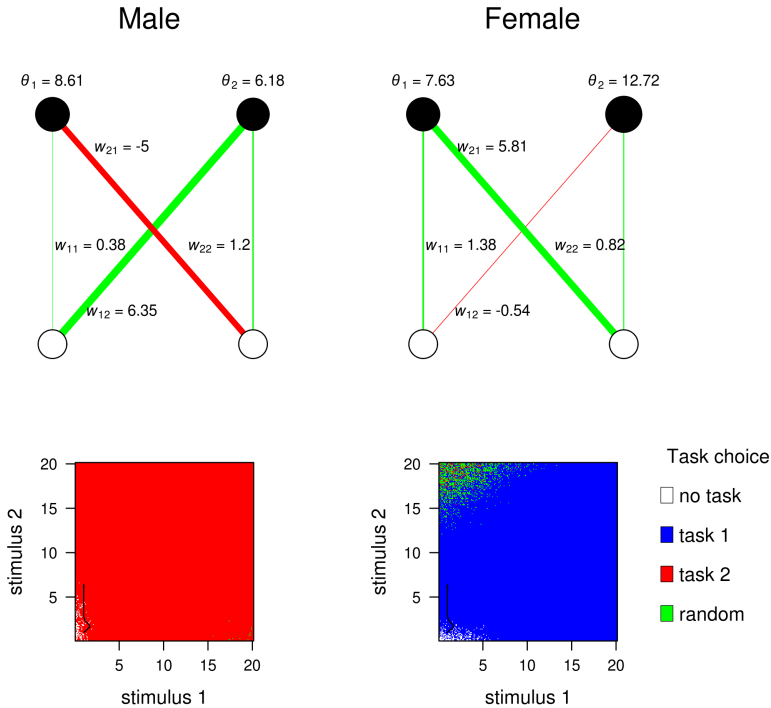 Male
Female
θ1 = 8.61
θ2 = 6.18
θ1 = 7.63
θ2 = 12.72
w21 = -5
w21 = 5.81
w11 = 0.38
w22 = 1.2
w11 = 1.38
w22 = 0.82
w12 = 6.35
w12 = -0.54
20
15
10
5
stimulus 2
5
10
15
20
stimulus 1
20
15
10
5
stimulus 2
5
10
15
20
stimulus 1
Task choice
no task
task 1
task 2
random